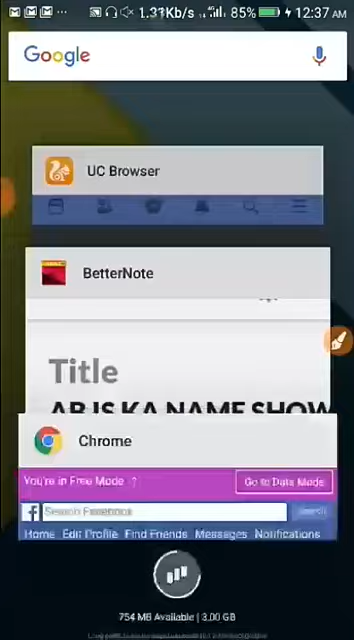 1.33Kb/s 4G 85% 12:37 AM
Google
UC Browser
BetterNote
Title
AB IS KA NAME SHOW
Chrome
You're in Free Mode ? Go to Data Mode
Search Facebook Search
Home Edit Profile Find Friends Messages Notifications
754 MB Available | 3.00 GB